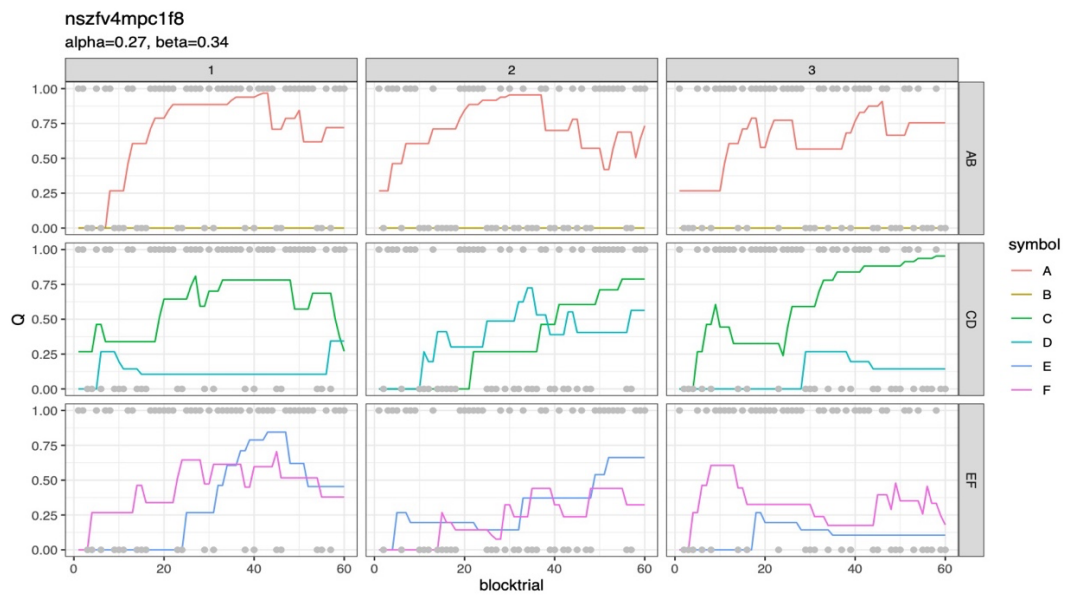 nszfv4mpc1f8
alpha=0.27, beta=0.34
1 2 3
1.00
0.75
0.50
0.25
0.00
AB
1.00
0.75
0.50
0.25
0.00
CD
1.00
0.75
0.50
0.25
0.00
EF
Q
0 20 40 60 0 20 40 60 0 20 40 60
blocktrial
symbol
A
B
C
D
E
F